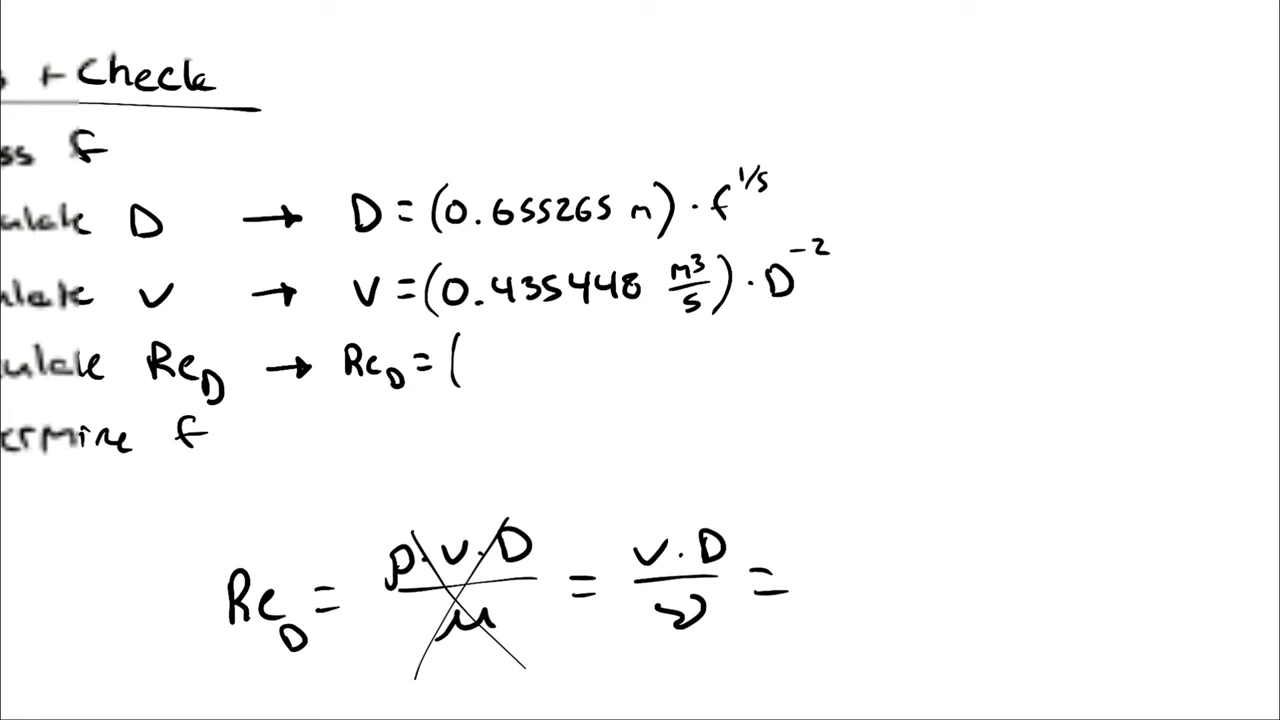 + Check
f
D → D = (0.655265 m) · f^1/5
v → v = (0.435448 m³/s) · D⁻²
Re_D → Re_D = (
f
Re_D = ρ·v·D/μ = v·D/ν =